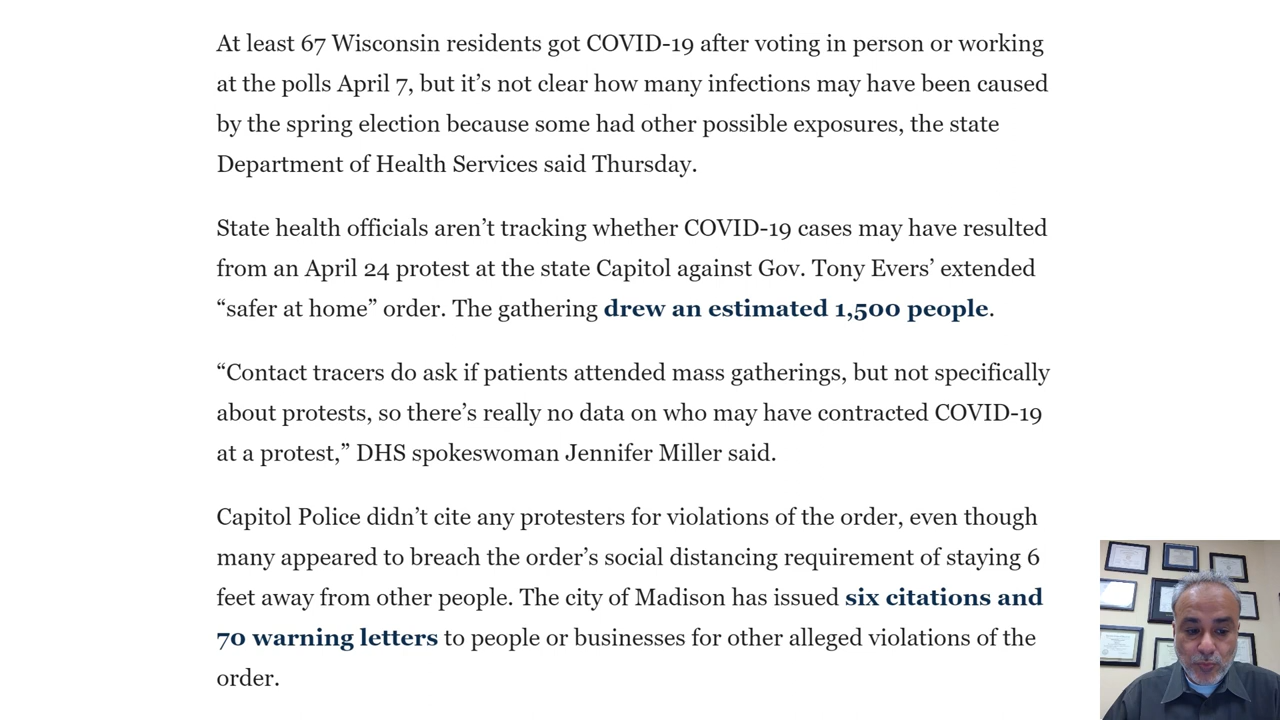 At least 67 Wisconsin residents got COVID-19 after voting in person or working
at the polls April 7, but it’s not clear how many infections may have been caused
by the spring election because some had other possible exposures, the state
Department of Health Services said Thursday.
State health officials aren’t tracking whether COVID-19 cases may have resulted
from an April 24 protest at the state Capitol against Gov. Tony Evers’ extended
“safer at home” order. The gathering drew an estimated 1,500 people.
“Contact tracers do ask if patients attended mass gatherings, but not specifically
about protests, so there’s really no data on who may have contracted COVID-19
at a protest,” DHS spokeswoman Jennifer Miller said.
Capitol Police didn’t cite any protesters for violations of the order, even though
many appeared to breach the order’s social distancing requirement of staying 6
feet away from other people. The city of Madison has issued six citations and
70 warning letters to people or businesses for other alleged violations of the
order.